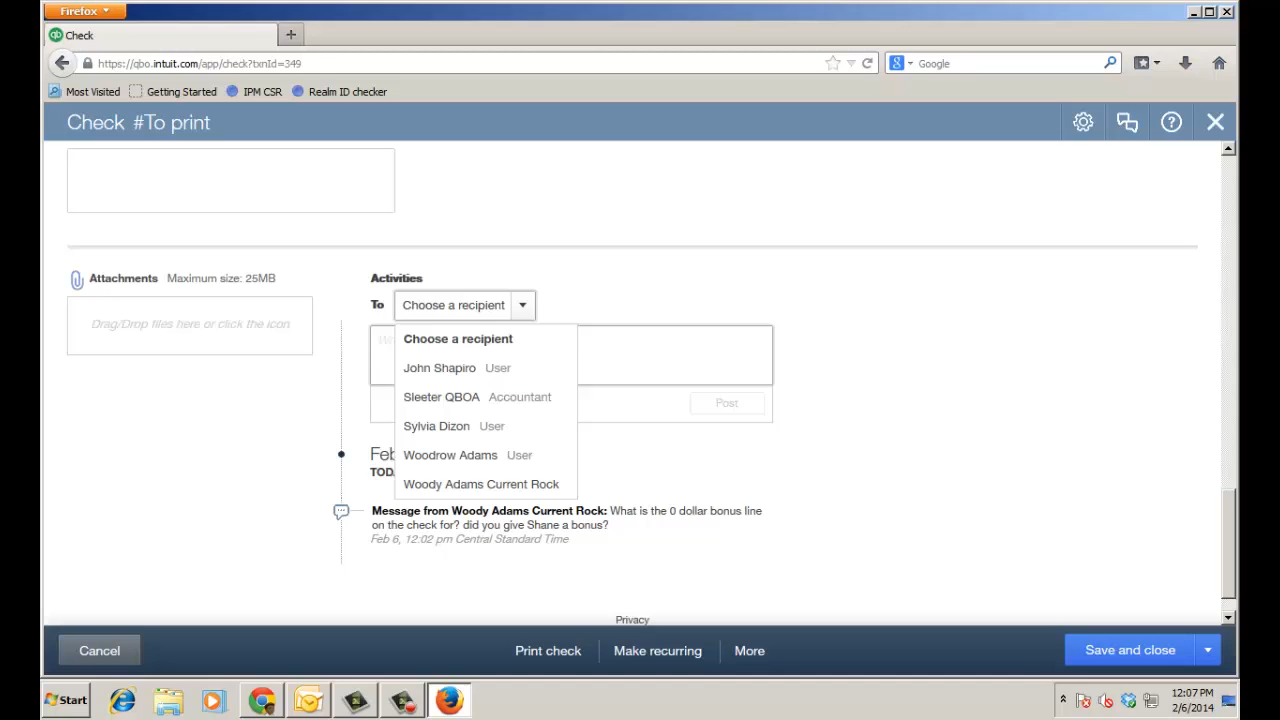 Firefox
Check
https://qbo.intuit.com/app/check?txnId=349
Google
Most Visited
Getting Started
IPM CSR
Realm ID checker
Check #To print
Attachments Maximum size: 25MB
Drag/Drop files here or click the icon
Activities
To Choose a recipient
Choose a recipient
John Shapiro User
Sleeter QBOA Accountant
Sylvia Dizon User
Woodrow Adams User
Woody Adams Current Rock
Post
Message from Woody Adams Current Rock: What is the 0 dollar bonus line
on the check for? did you give Shane a bonus?
Feb 6, 12:02 pm Central Standard Time
Privacy
Cancel
Print check
Make recurring
More
Save and close
Start
12:07 PM
2/6/2014